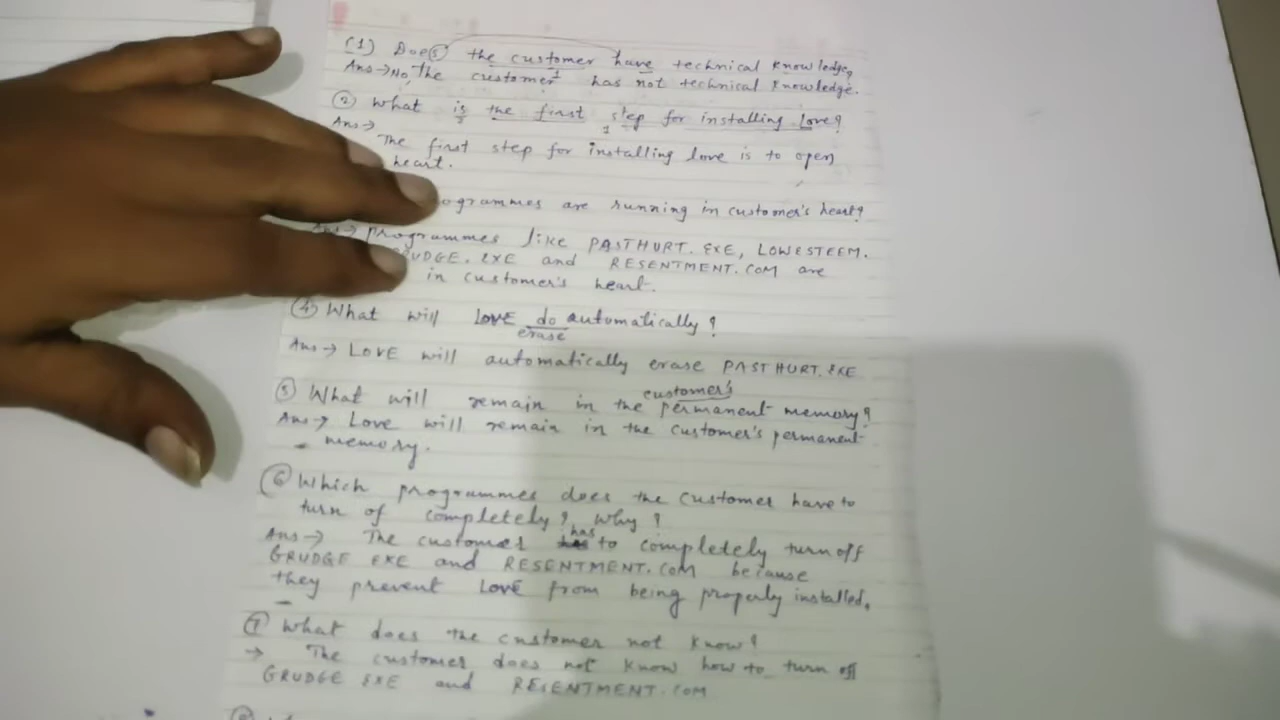 (1) Does the customer have technical knowledge?
Ans → No, The customer has not technical knowledge.
② What is the first step for installing Love?
Ans →
The first step for installing love is to open
heart.
ogrammes are running in customer's heart?
Ans → programmes like PASTHURT. EXE, LOWESTEEM.
UDGE. EXE and RESENTMENT. COM are
in customer's heart.
④ What will LOVE do automatically?
erase
Ans → LOVE will automatically erase PASTHURT. EXE
customer's
⑤ What will remain in the permanent memory?
Ans → Love will remain in the customer's permanent
memory.
⑥ Which programmes does the customer have to
turn of completely? Why?
has
Ans → The customer to completely turn off
GRUDGE EXE and RESENTMENT. COM because
they prevent LOVE from being properly installed.
⑦ What does the customer not know?
→ The customer does not know how to turn off
GRUDGE EXE and RESENTMENT. COM